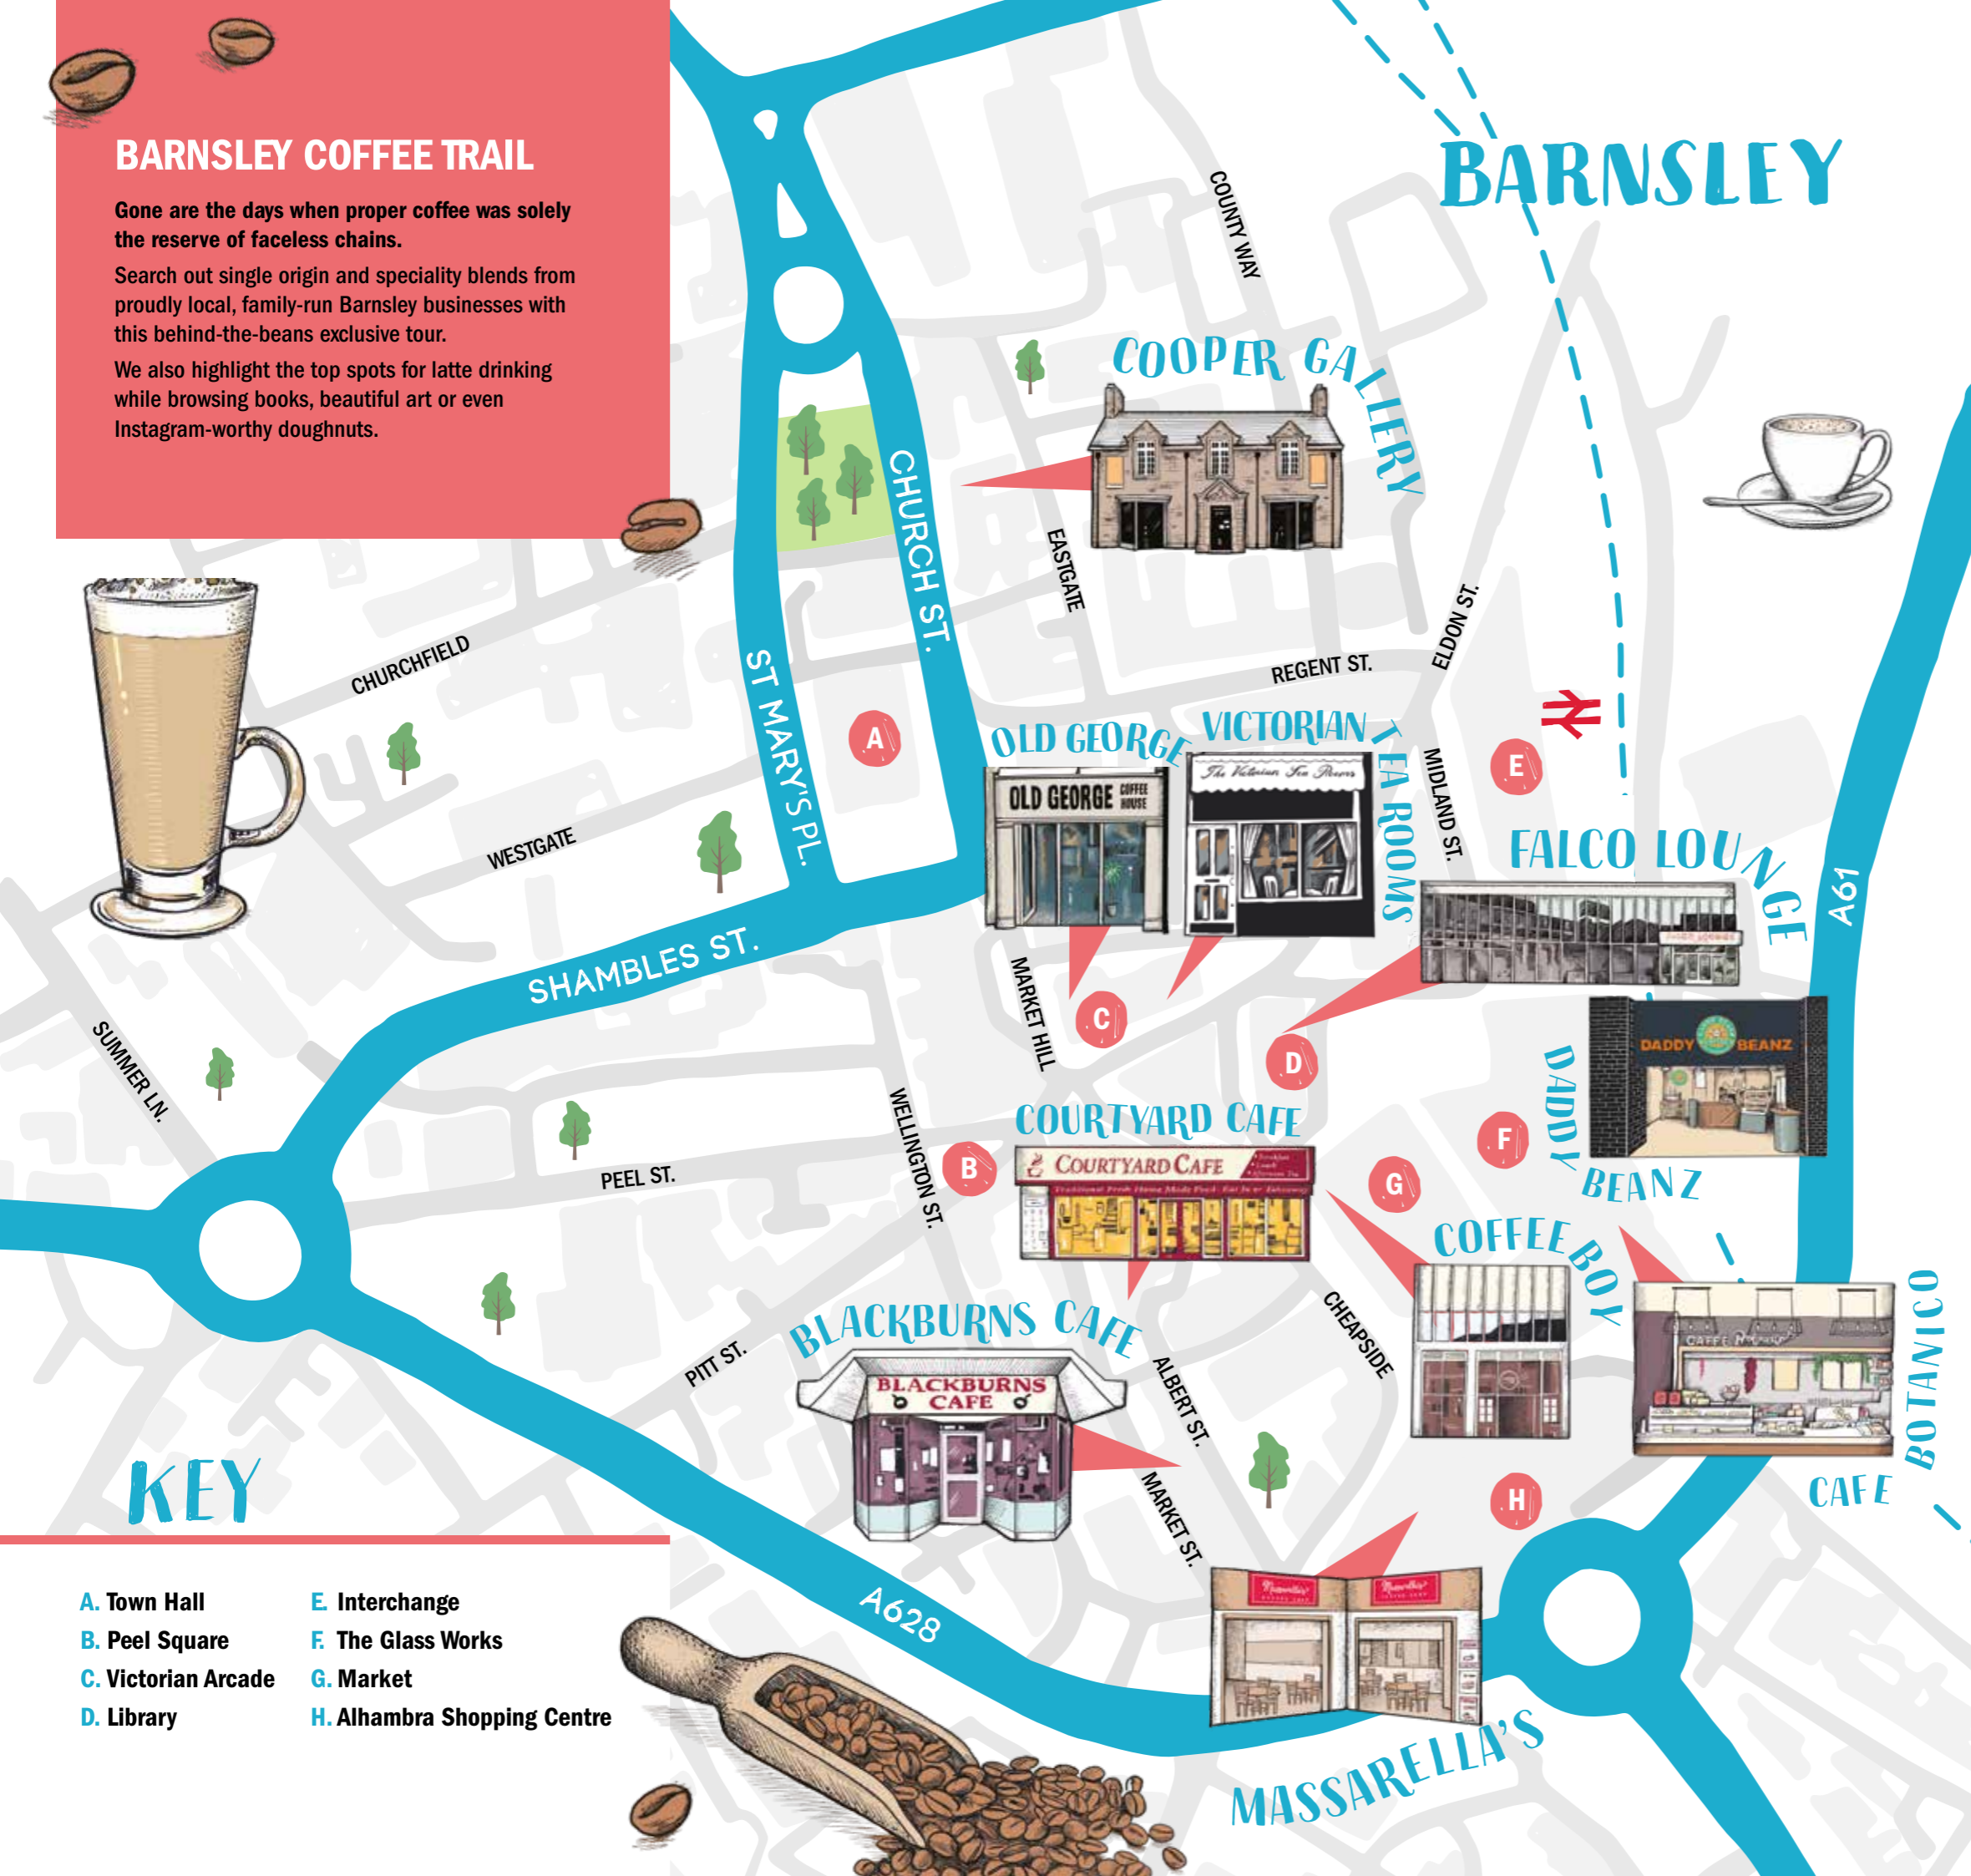 BARNSLEY COFFEE TRAIL
Gone are the days when proper coffee was solely
the reserve of faceless chains.
Search out single origin and speciality blends from
proudly local, family-run Barnsley businesses with
this behind-the-beans exclusive tour.
We also highlight the top spots for latte drinking
while browsing books, beautiful art or even
Instagram-worthy doughnuts.
BARNSLEY
COUNTY WAY
COOPER GALLERY
CHURCH ST.
EASTGATE
ELDON ST.
CHURCHFIELD
ST MARY'S PL.
REGENT ST.
A
OLD GEORGE
VICTORIAN TEA ROOMS
MIDLAND ST.
E
OLD GEORGE COFFEE HOUSE
The Victorian Tea Rooms
FALCO LOUNGE
WESTGATE
A61
SHAMBLES ST.
MARKET HILL
C
D
SUMMER LN.
DADDY BEANZ
DADDY BEANZ
WELLINGTON ST.
COURTYARD CAFE
B
COURTYARD CAFE
F
G
PEEL ST.
COFFEE BOY
CHEAPSIDE
BLACKBURNS CAFE
PITT ST.
BLACKBURNS
CAFE
ALBERT ST.
CAFFE
CAFE BOTANICO
MARKET ST.
H
A628
Massarella's
Massarella's
MASSARELLA'S
KEY
A. Town Hall
B. Peel Square
C. Victorian Arcade
D. Library
E. Interchange
F. The Glass Works
G. Market
H. Alhambra Shopping Centre